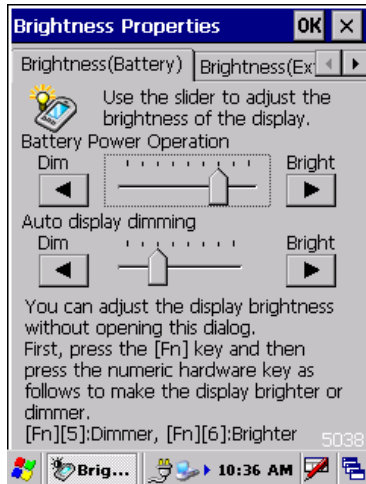 Brightness Properties OK ×
Brightness(Battery) Brightness(Ex
Use the slider to adjust the
brightness of the display.
Battery Power Operation
Dim Bright
Auto display dimming
Dim Bright
You can adjust the display brightness
without opening this dialog.
First, press the [Fn] key and then
press the numeric hardware key as
follows to make the display brighter or
dimmer.
[Fn][5]:Dimmer, [Fn][6]:Brighter
5038
Brig... 10:36 AM